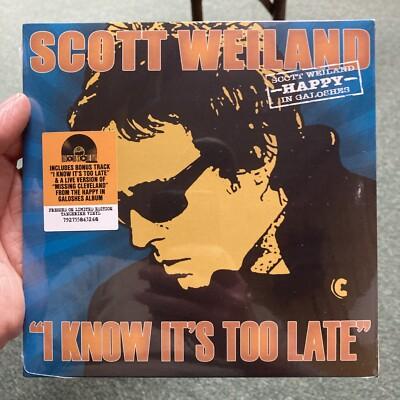 SCOTT WEILAND
SCOTT WEILAND
HAPPY
IN GALOSHES
INCLUDES BONUS TRACK
"I KNOW IT'S TOO LATE"
& A LIVE VERSION OF
"MISSING CLEVELAND"
FROM THE HAPPY IN
GALOSHES ALBUM
PRESSED ON LIMITED EDITION
TANGERINE VINYL
792755843248
C
"I KNOW IT'S TOO LATE"